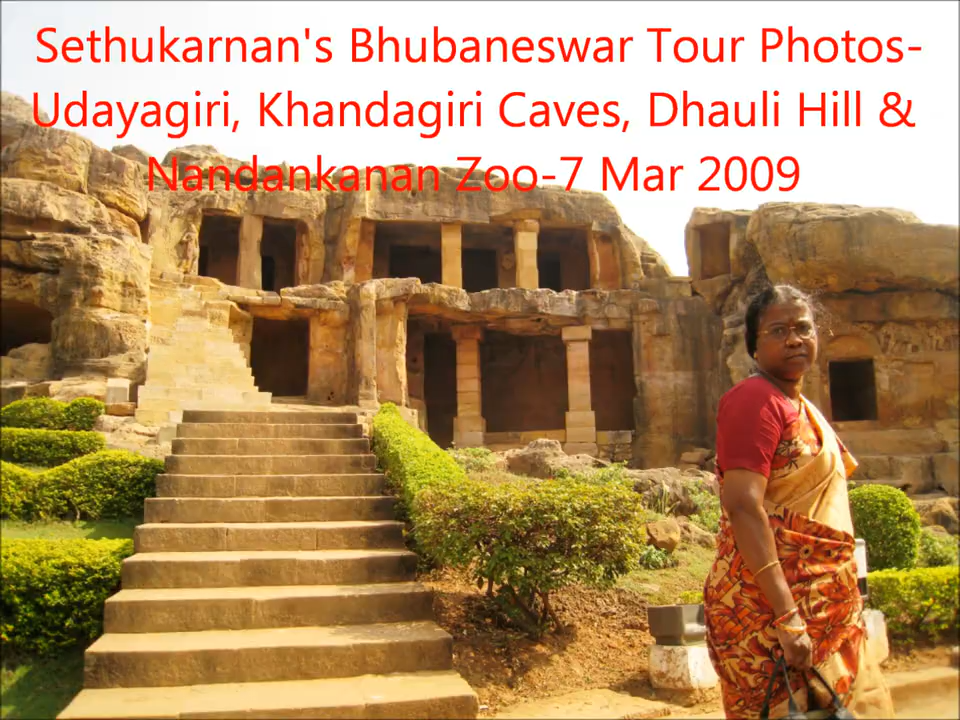 Sethukarnan's Bhubaneswar Tour Photos-
Udayagiri, Khandagiri Caves, Dhauli Hill &
Nandankanan Zoo-7 Mar 2009